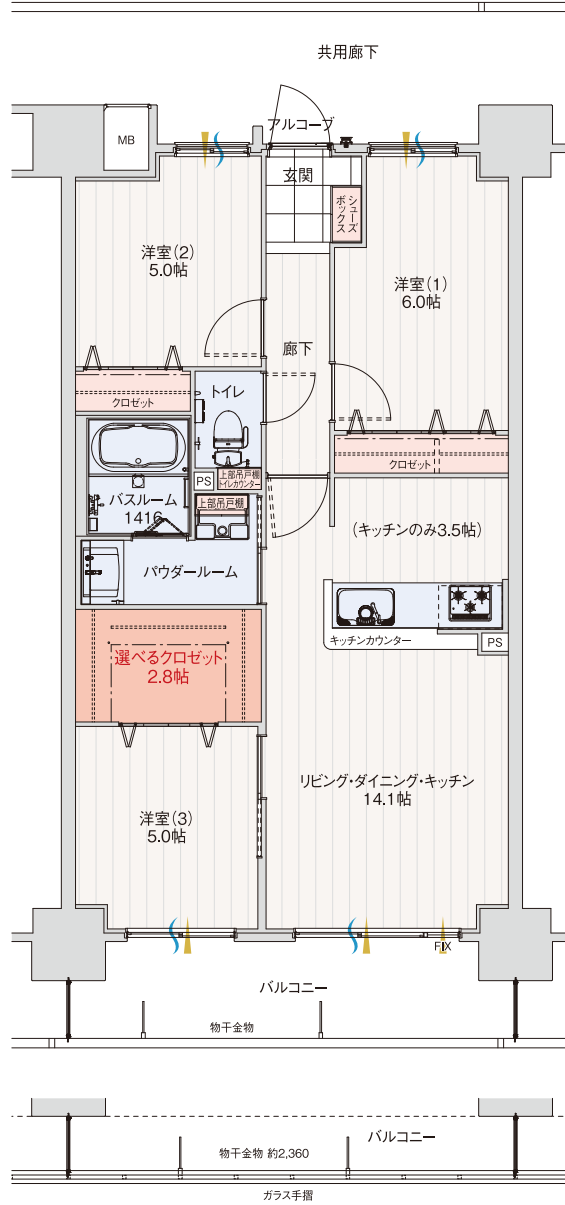 共用廊下
アルコーブ
MB
玄関
シューズ
ボックス
洋室(2)
5.0帖
洋室(1)
6.0帖
廊下
トイレ
クロゼット
クロゼット
上部吊戸棚
トイレカウンター
PS
上部吊戸棚
バスルーム
1416
(キッチンのみ3.5帖)
パウダールーム
キッチンカウンター
PS
選べるクロゼット
2.8帖
リビング・ダイニング・キッチン
14.1帖
洋室(3)
5.0帖
FIX
バルコニー
物干金物
バルコニー
物干金物 約2,360
ガラス手摺